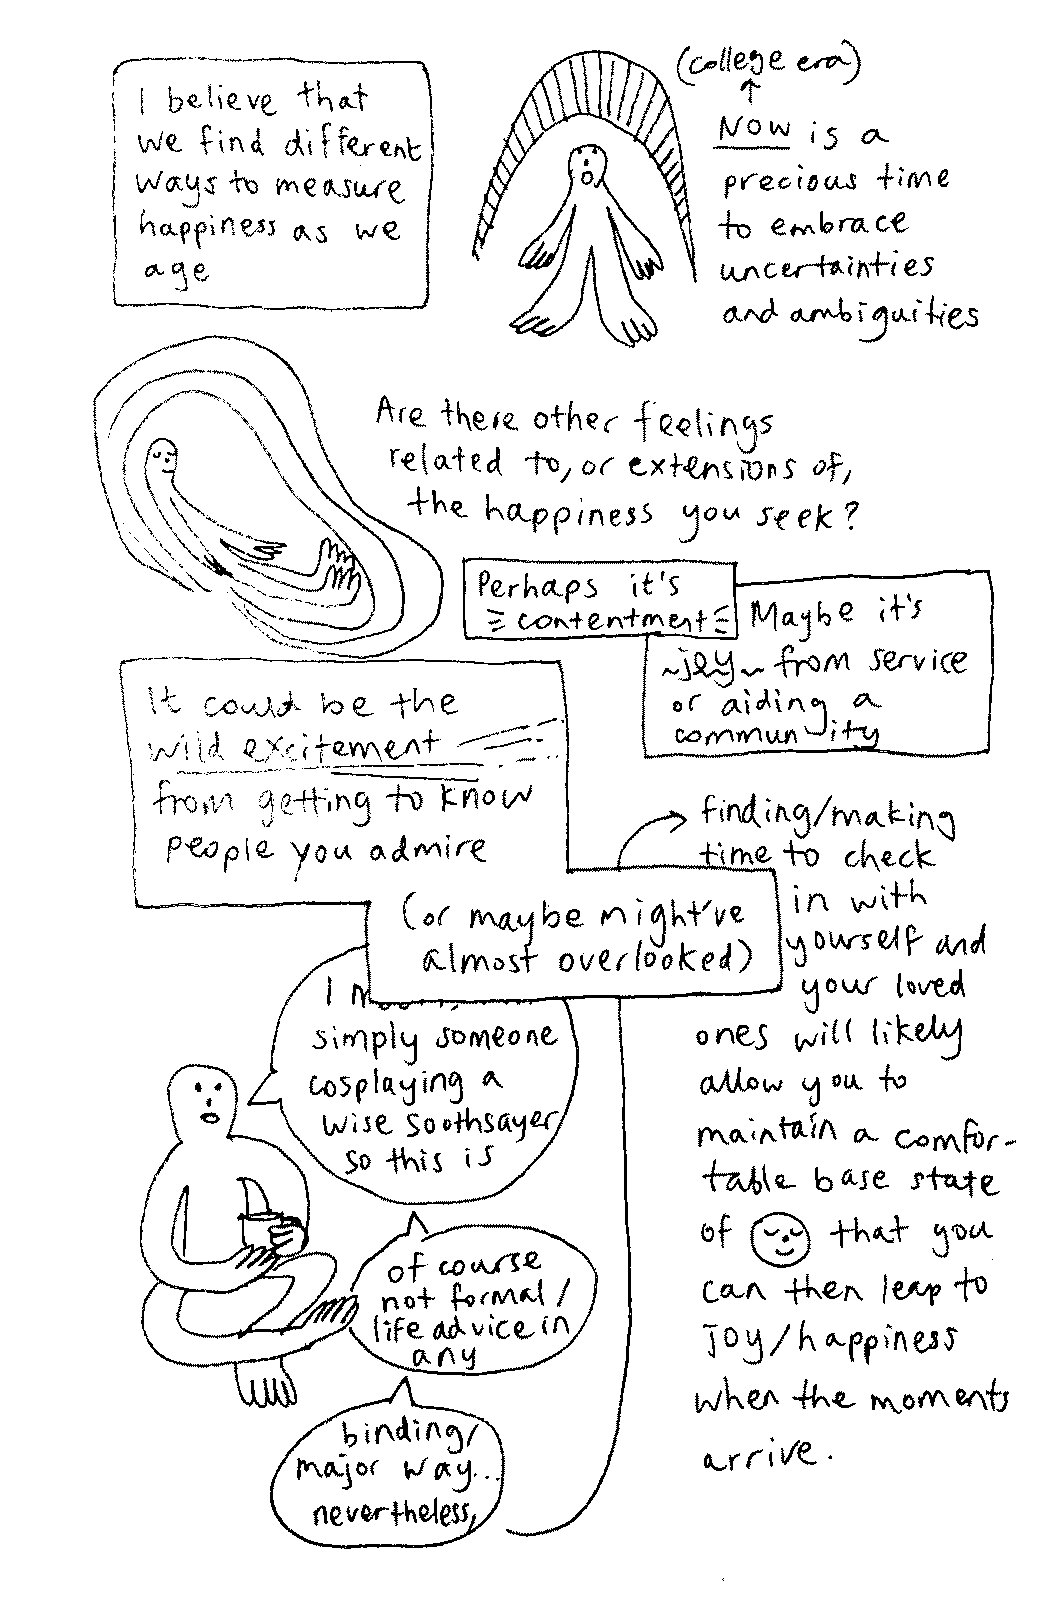 I believe that
we find different
ways to measure
happiness as we
age
(college era)
NOW is a
precious time
to embrace
uncertainties
and ambiguities
Are there other feelings
related to, or extensions of,
the happiness you seek?
Perhaps it's
contentment
Maybe it's
~joy~ from service
or aiding a
community
It could be the
wild excitement
from getting to know
people you admire
(or maybe might've
almost overlooked)
I
simply someone
cosplaying a
wise soothsayer
so this is
of course
not formal/
life advice in
any
binding/
major way...
nevertheless,
finding/making
time to check
in with
yourself and
your loved
ones will likely
allow you to
maintain a comfor-
table base state
of that you
can then leap to
joy/happiness
when the moments
arrive.